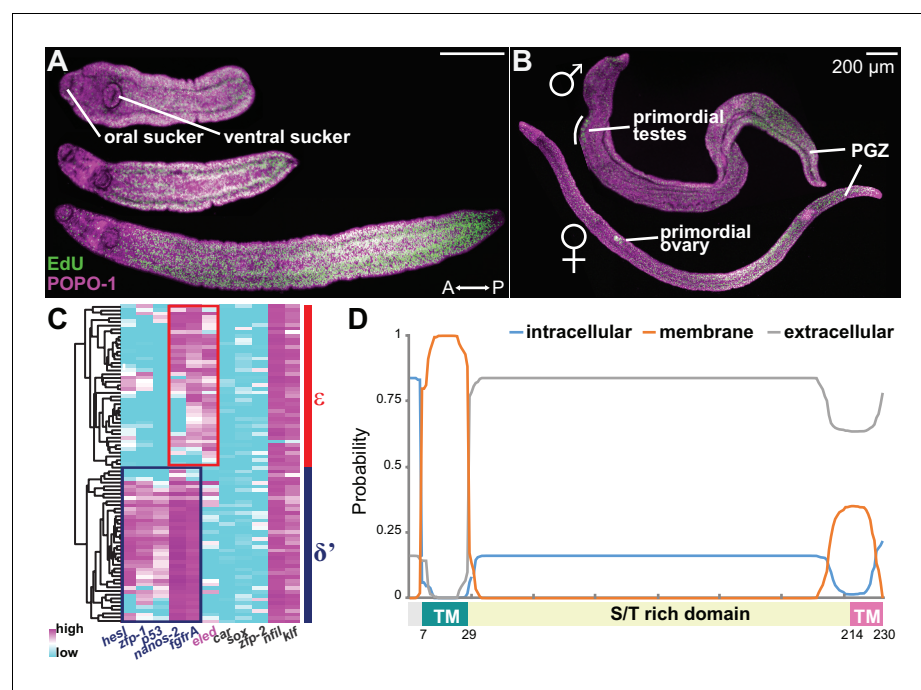 A
oral sucker
ventral sucker
EdU
POPO-1
A P
B
200 µm
♂
primordial
testes
PGZ
♀
primordial
ovary
C
ε
δ’
high
low
hesl
zfp-1
p53
nanos-2
fgfrA
eled
car
sox
zfp-2
nfil
klf
D
intracellular
membrane
extracellular
1
0.75
0.5
0.25
0
Probability
TM
S/T rich domain
TM
7
29
214
230